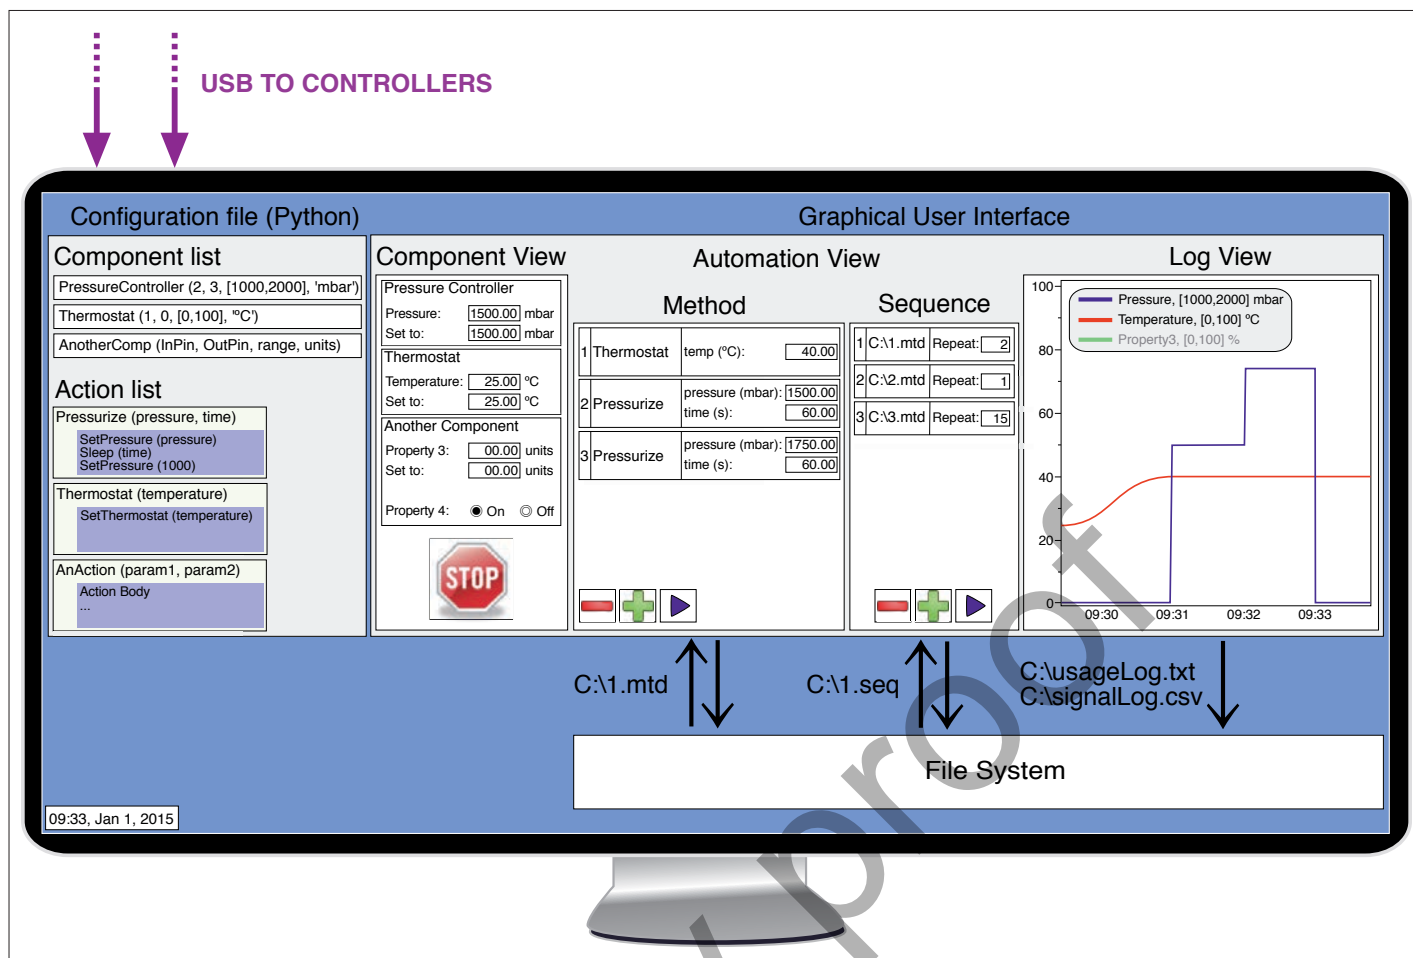 USB TO CONTROLLERS
Configuration file (Python)
Graphical User Interface
Component list
PressureController (2, 3, [1000,2000], 'mbar')
Thermostat (1, 0, [0,100], 'ºC')
AnotherComp (InPin, OutPin, range, units)
Action list
Pressurize (pressure, time)
SetPressure (pressure)
Sleep (time)
SetPressure (1000)
Thermostat (temperature)
SetThermostat (temperature)
AnAction (param1, param2)
Action Body
...
Component View
Pressure Controller
Pressure: 1500.00 mbar
Set to: 1500.00 mbar
Thermostat
Temperature: 25.00 ºC
Set to: 25.00 ºC
Another Component
Property 3: 00.00 units
Set to: 00.00 units
Property 4: On Off
STOP
Automation View
Method
1 Thermostat temp (ºC): 40.00
2 Pressurize pressure (mbar): 1500.00
time (s): 60.00
3 Pressurize pressure (mbar): 1750.00
time (s): 60.00
Sequence
1 C:\1.mtd Repeat: 2
2 C:\2.mtd Repeat: 1
3 C:\3.mtd Repeat: 15
Log View
Pressure, [1000,2000] mbar
Temperature, [0,100] ºC
Property3, [0,100] %
100
80
60
40
20
0
09:30 09:31 09:32 09:33
C:\1.mtd
C:\1.seq
C:\usageLog.txt
C:\signalLog.csv
File System
09:33, Jan 1, 2015
proof